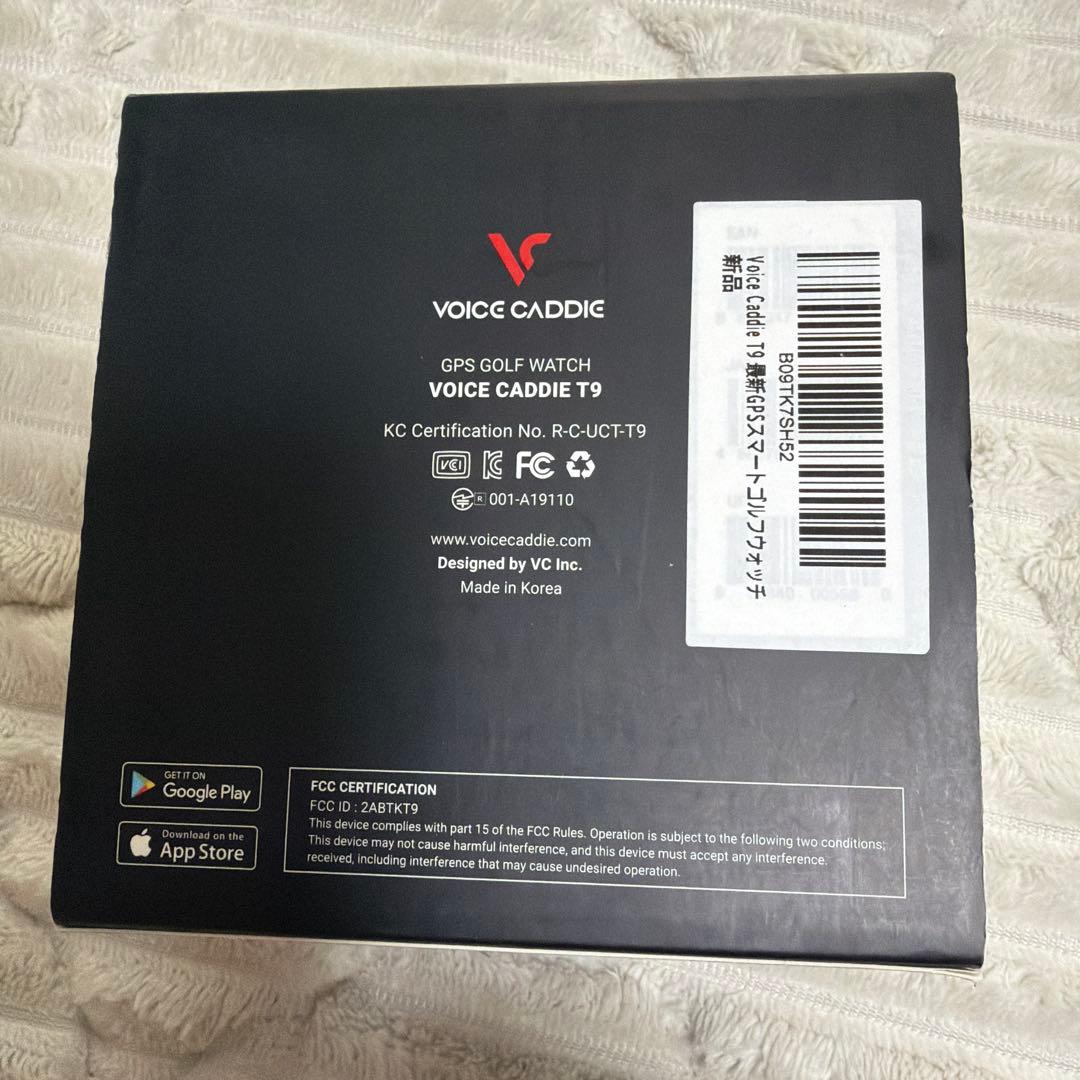 VOICE CADDIE
GPS GOLF WATCH
VOICE CADDIE T9
KC Certification No. R-C-UCT-T9
VCI
FC
R 001-A19110
www.voicecaddie.com
Designed by VC Inc.
Made in Korea
B09TK7SH52
Voice Caddie T9 最新GPSスマートゴルフウォッチ
新品
GET IT ON
Google Play
Download on the
App Store
FCC CERTIFICATION
FCC ID : 2ABTKT9
This device complies with part 15 of the FCC Rules. Operation is subject to the following two conditions;
This device may not cause harmful interference, and this device must accept any interference.
received, including interference that may cause undesired operation.